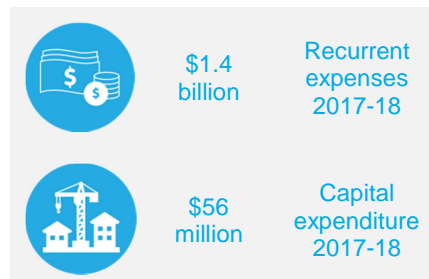 $1.4
billion
Recurrent
expenses
2017-18
$56
million
Capital
expenditure
2017-18